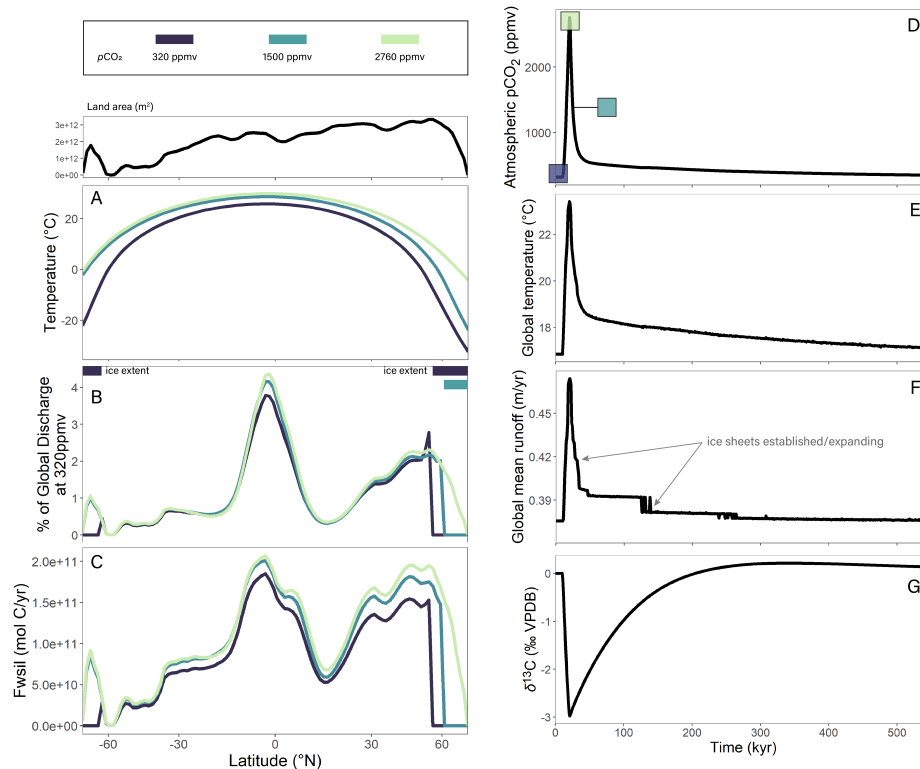 pCO₂
320 ppmv
1500 ppmv
2760 ppmv
Land area (m²)
3e+12
2e+12
1e+12
0e+00
A
Temperature (°C)
20
0
-20
ice extent
ice extent
B
% of Global Discharge
at 320ppmv
4
3
2
1
0
C
Fwsil (mol C/yr)
2.0e+11
1.5e+11
1.0e+11
5.0e+10
0.0e+00
-60
-30
0
30
60
Latitude (°N)
D
Atmospheric pCO₂ (ppmv)
2000
1000
E
Global temperature (°C)
22
20
18
F
Global mean runoff (m/yr)
0.45
0.42
0.39
ice sheets established/expanding
G
δ¹³C (‰ VPDB)
0
-1
-2
-3
0
100
200
300
400
500
Time (kyr)